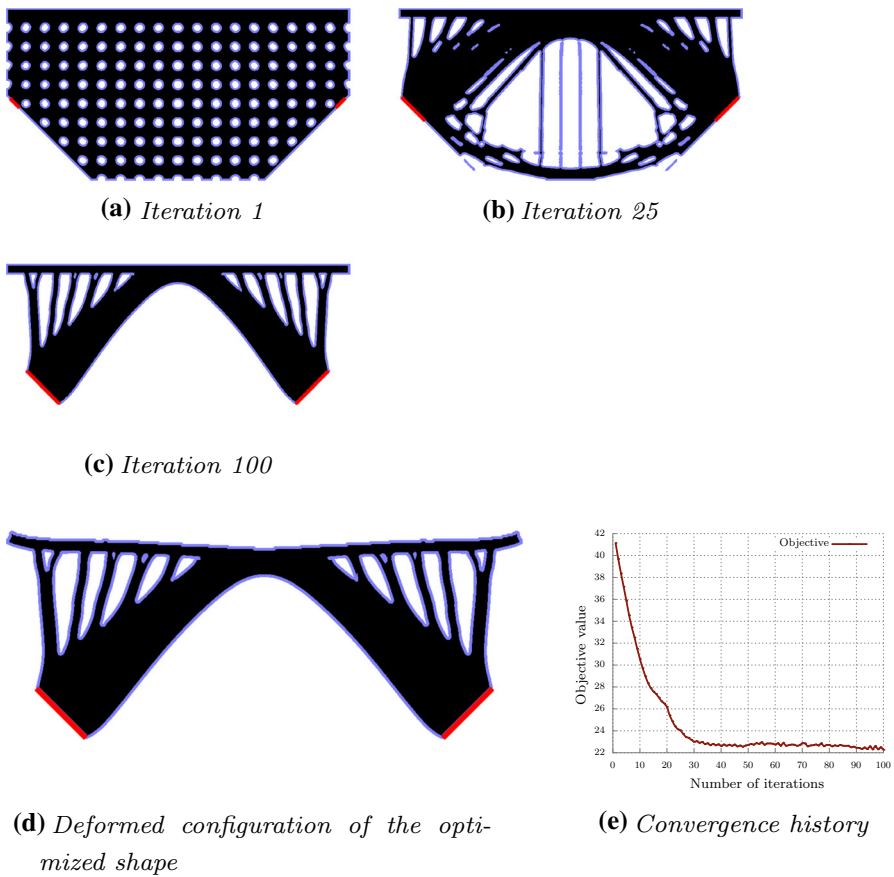 (a) Iteration 1
(b) Iteration 25
(c) Iteration 100
(d) Deformed configuration of the opti-
mized shape
42
40
38
36
34
32
30
28
26
24
22
Objective value
Objective
0 10 20 30 40 50 60 70 80 90 100
Number of iterations
(e) Convergence history